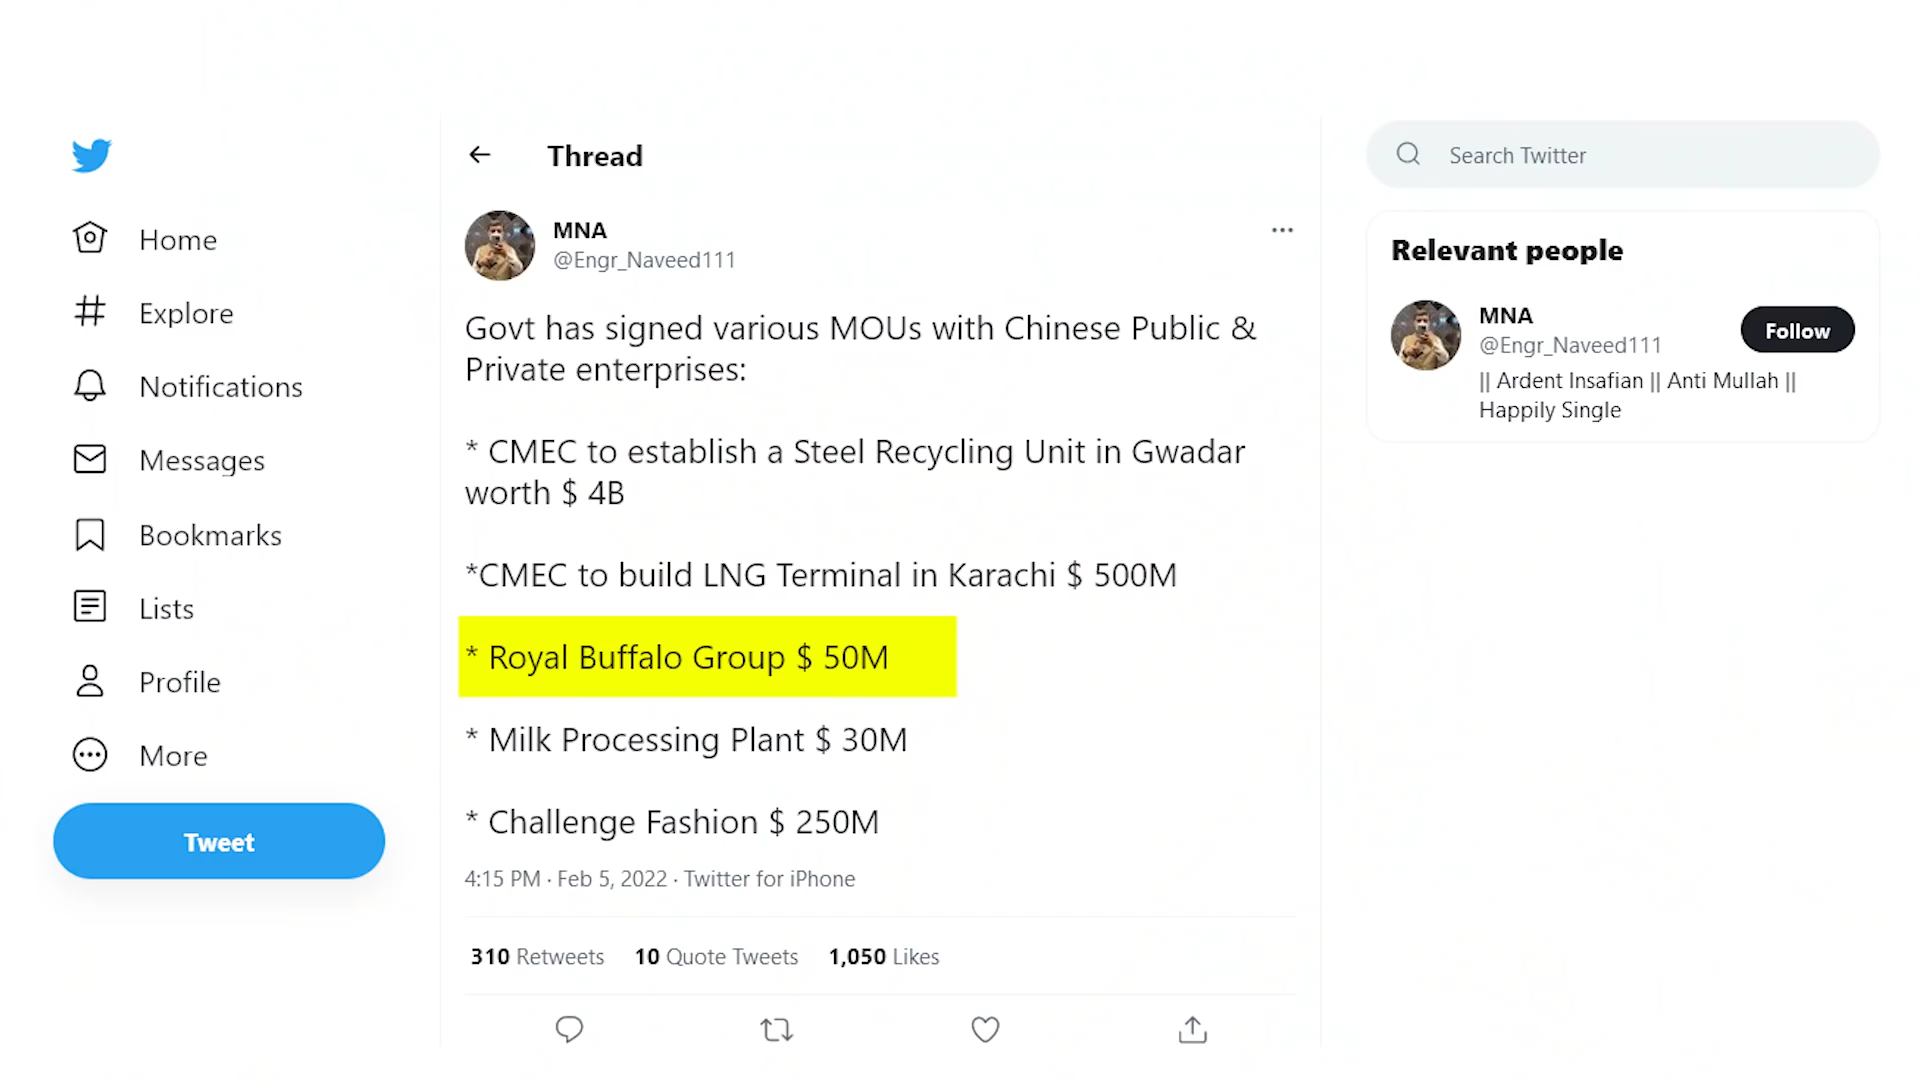 Home
Explore
Notifications
Messages
Bookmarks
Lists
Profile
More
Tweet
Thread
MNA
@Engr_Naveed111
Govt has signed various MOUs with Chinese Public &
Private enterprises:
* CMEC to establish a Steel Recycling Unit in Gwadar
worth $ 4B
*CMEC to build LNG Terminal in Karachi $ 500M
* Royal Buffalo Group $ 50M
* Milk Processing Plant $ 30M
* Challenge Fashion $ 250M
4:15 PM · Feb 5, 2022 · Twitter for iPhone
310 Retweets 10 Quote Tweets 1,050 Likes
Search Twitter
Relevant people
MNA
@Engr_Naveed111
Follow
|| Ardent Insafian || Anti Mullah ||
Happily Single